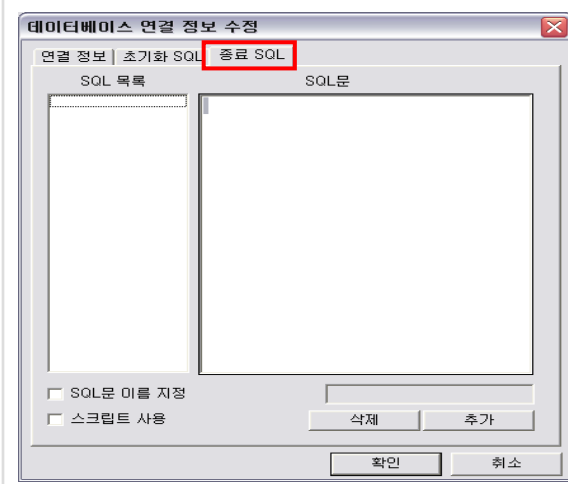 데이터베이스 연결 정보 수정
연결 정보 초기화 SQL 종료 SQL
SQL 목록 SQL문
SQL문 이름 지정
스크립트 사용 삭제 추가
확인 취소